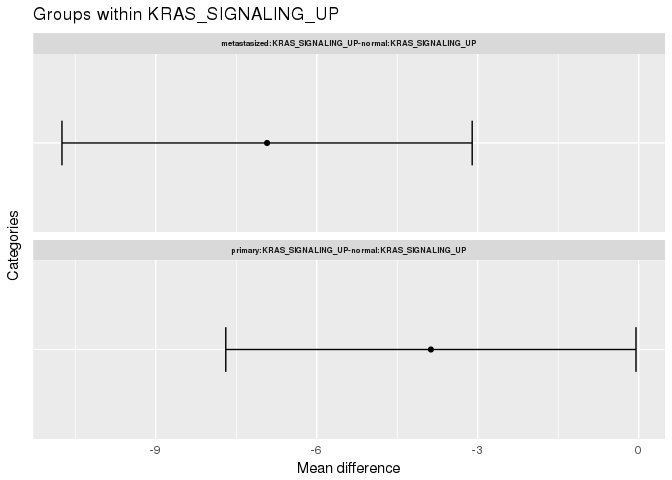 Groups within KRAS_SIGNALING_UP
metastasized:KRAS_SIGNALING_UP-normal:KRAS_SIGNALING_UP
primary:KRAS_SIGNALING_UP-normal:KRAS_SIGNALING_UP
Categories
-9 -6 -3 0
Mean difference